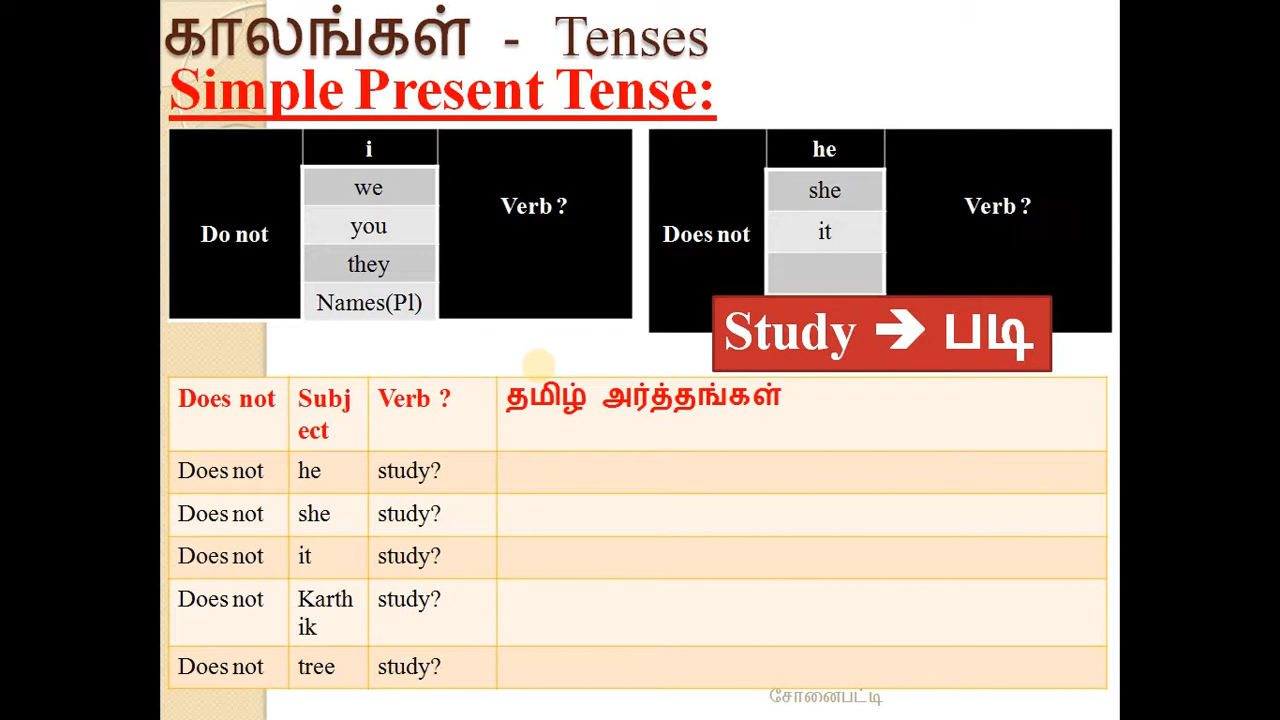 காலங்கள் - Tenses
Simple Present Tense:
i
we
Do not you Verb ?
they
Names(Pl)
he
she
Does not it Verb ?
Study → படி
Does not Subj ect Verb ? தமிழ் அர்த்தங்கள்
Does not he study?
Does not she study?
Does not it study?
Does not Karth ik study?
Does not tree study?
சோனைபட்டி